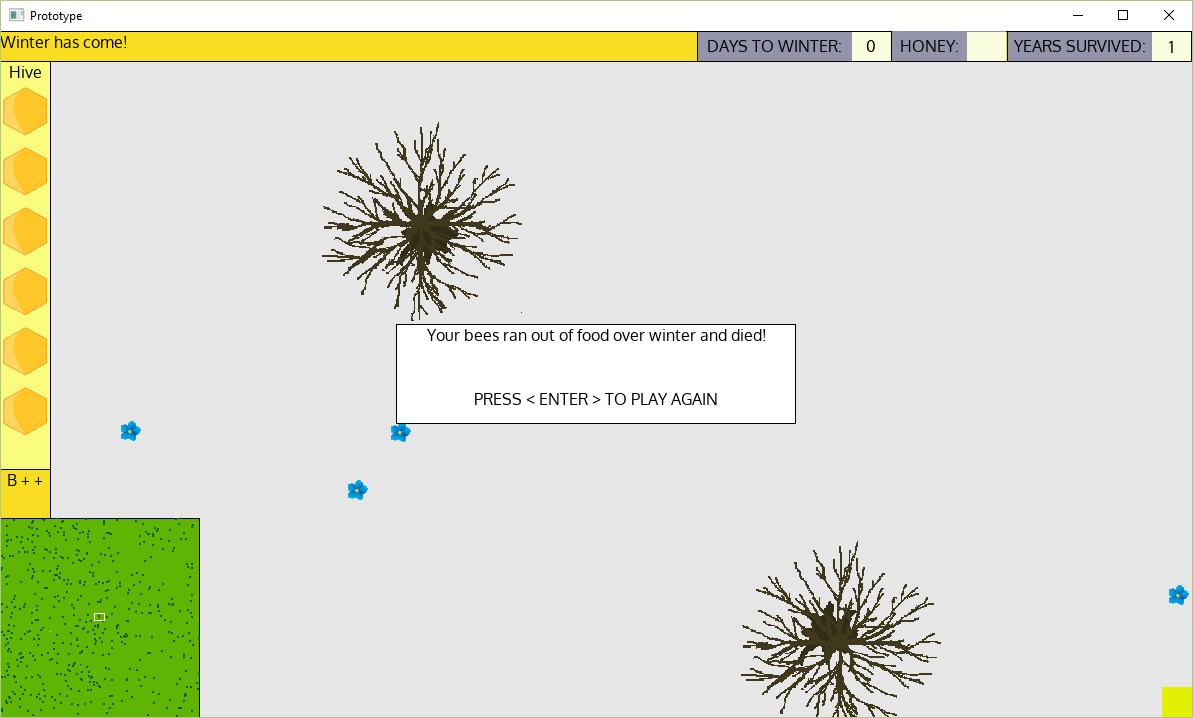 Prototype
Winter has come!
DAYS TO WINTER: 0 HONEY: YEARS SURVIVED: 1
Hive
Your bees ran out of food over winter and died!
PRESS < ENTER > TO PLAY AGAIN
B + +